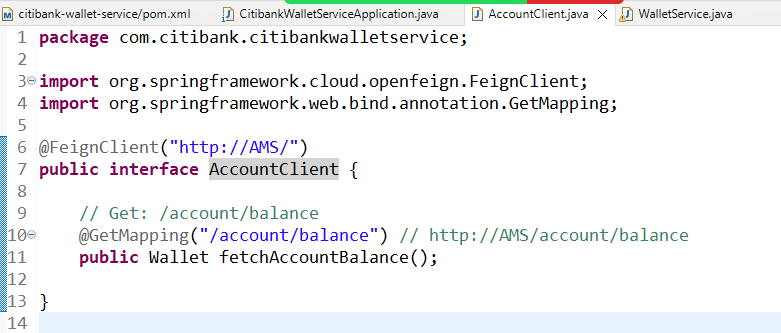 citibank-wallet-service/pom.xml CitibankWalletServiceApplication.java AccountClient.java WalletService.java
1 package com.citibank.citibankwalletservice;
2
3 import org.springframework.cloud.openfeign.FeignClient;
4 import org.springframework.web.bind.annotation.GetMapping;
5
6 @FeignClient("http://AMS/")
7 public interface AccountClient {
8
9 // Get: /account/balance
10 @GetMapping("/account/balance") // http://AMS/account/balance
11 public Wallet fetchAccountBalance();
12
13 }
14